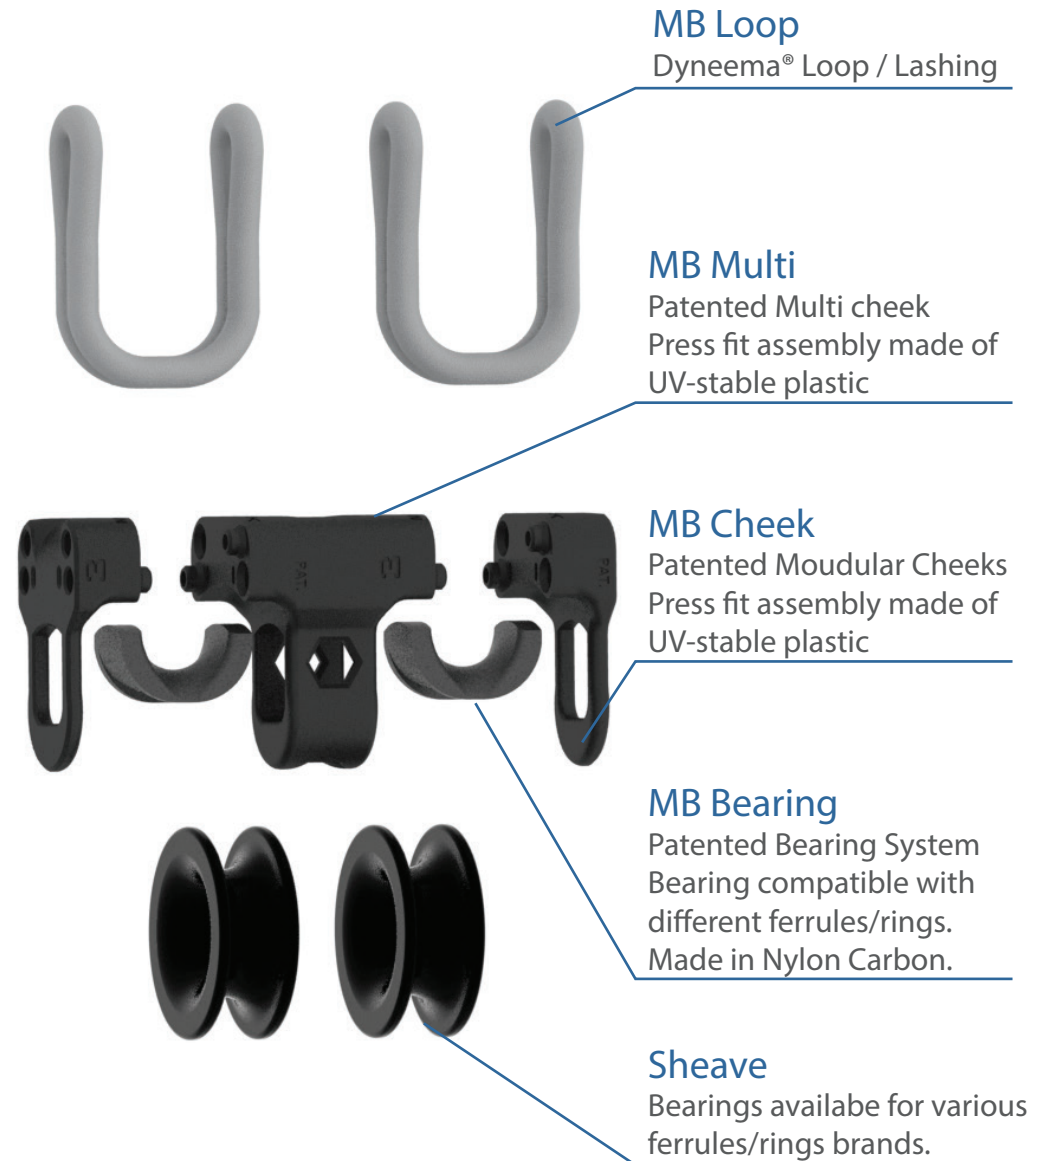 MB Loop
Dyneema® Loop / Lashing
MB Multi
Patented Multi cheek
Press fit assembly made of
UV-stable plastic
PAT.
PAT.
MB Cheek
Patented Moudular Cheeks
Press fit assembly made of
UV-stable plastic
MB Bearing
Patented Bearing System
Bearing compatible with
different ferrules/rings.
Made in Nylon Carbon.
Sheave
Bearings availabe for various
ferrules/rings brands.